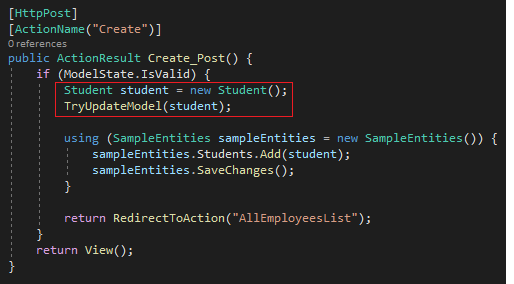 [HttpPost]
[ActionName("Create")]
0 references
public ActionResult Create_Post() {
if (ModelState.IsValid) {
Student student = new Student();
TryUpdateModel(student);
using (SampleEntities sampleEntities = new SampleEntities()) {
sampleEntities.Students.Add(student);
sampleEntities.SaveChanges();
}
return RedirectToAction("AllEmployeesList");
}
return View();
}